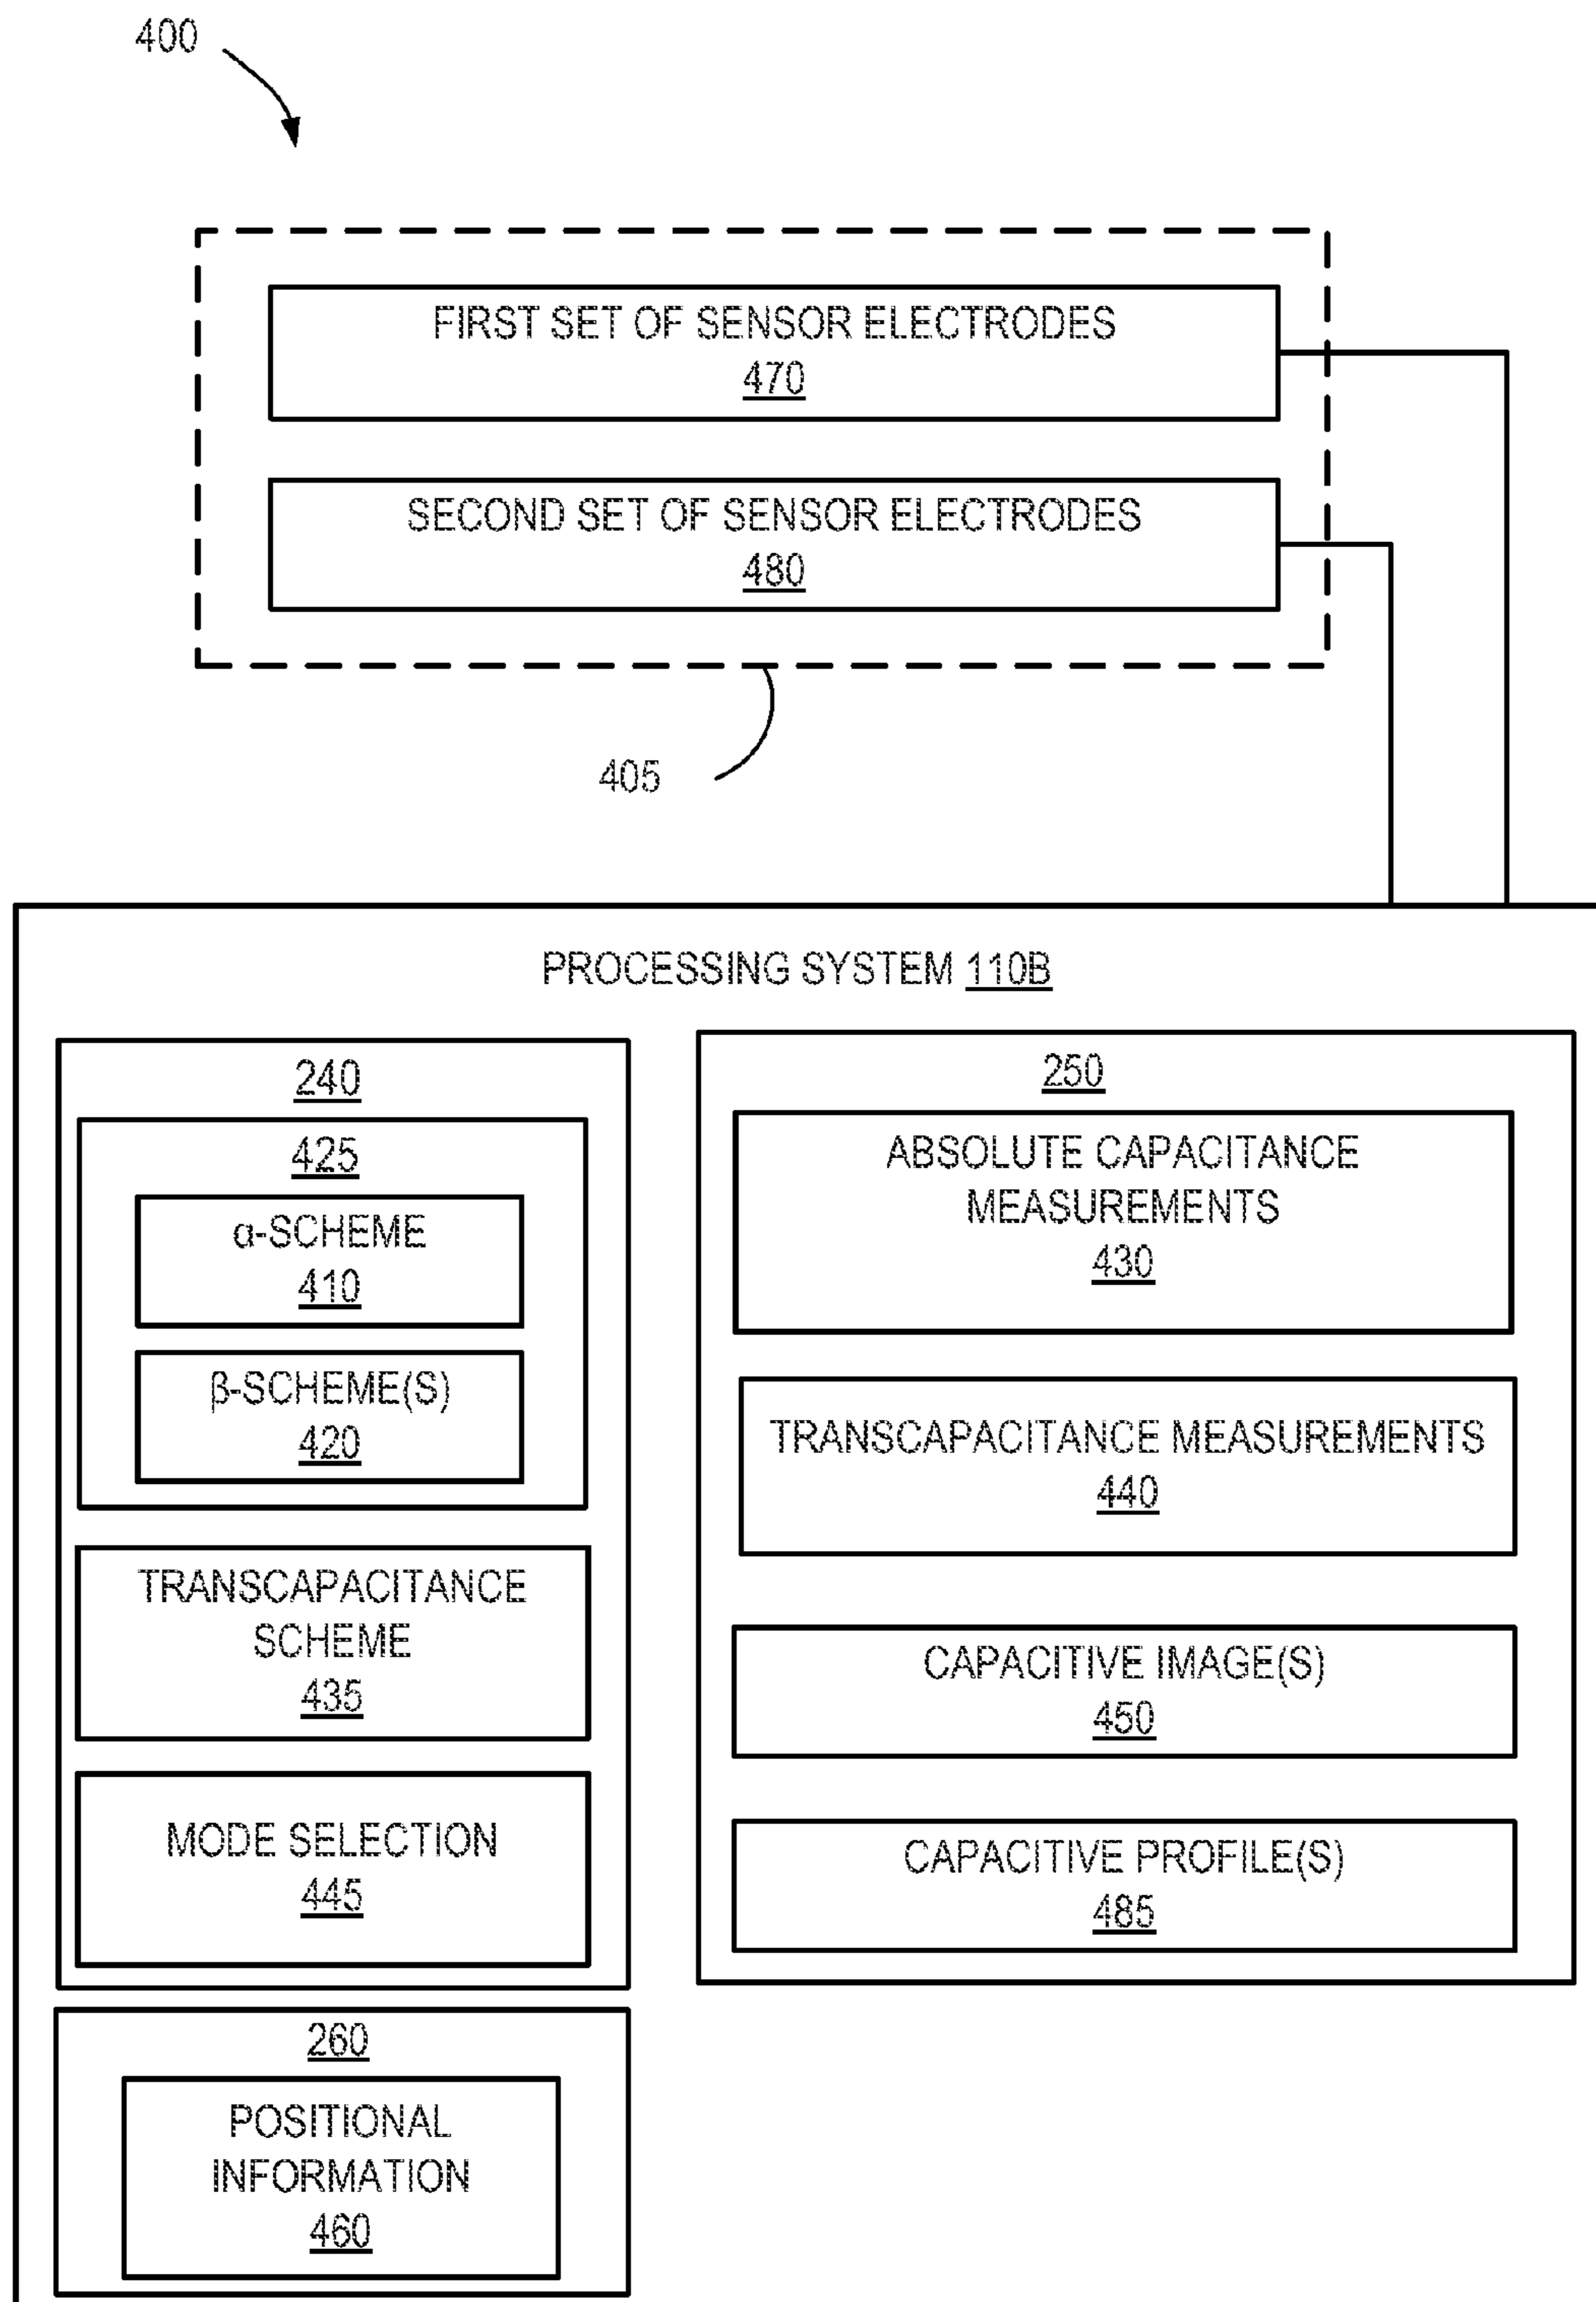 400
FIRST SET OF SENSOR ELECTRODES
470
SECOND SET OF SENSOR ELECTRODES
480
405
PROCESSING SYSTEM 110B
240
425
α-SCHEME
410
β-SCHEME(S)
420
TRANSCAPACITANCE
SCHEME
435
MODE SELECTION
445
250
ABSOLUTE CAPACITANCE
MEASUREMENTS
430
TRANSCAPACITANCE MEASUREMENTS
440
CAPACITIVE IMAGE(S)
450
CAPACITIVE PROFILE(S)
485
260
POSITIONAL
INFORMATION
460